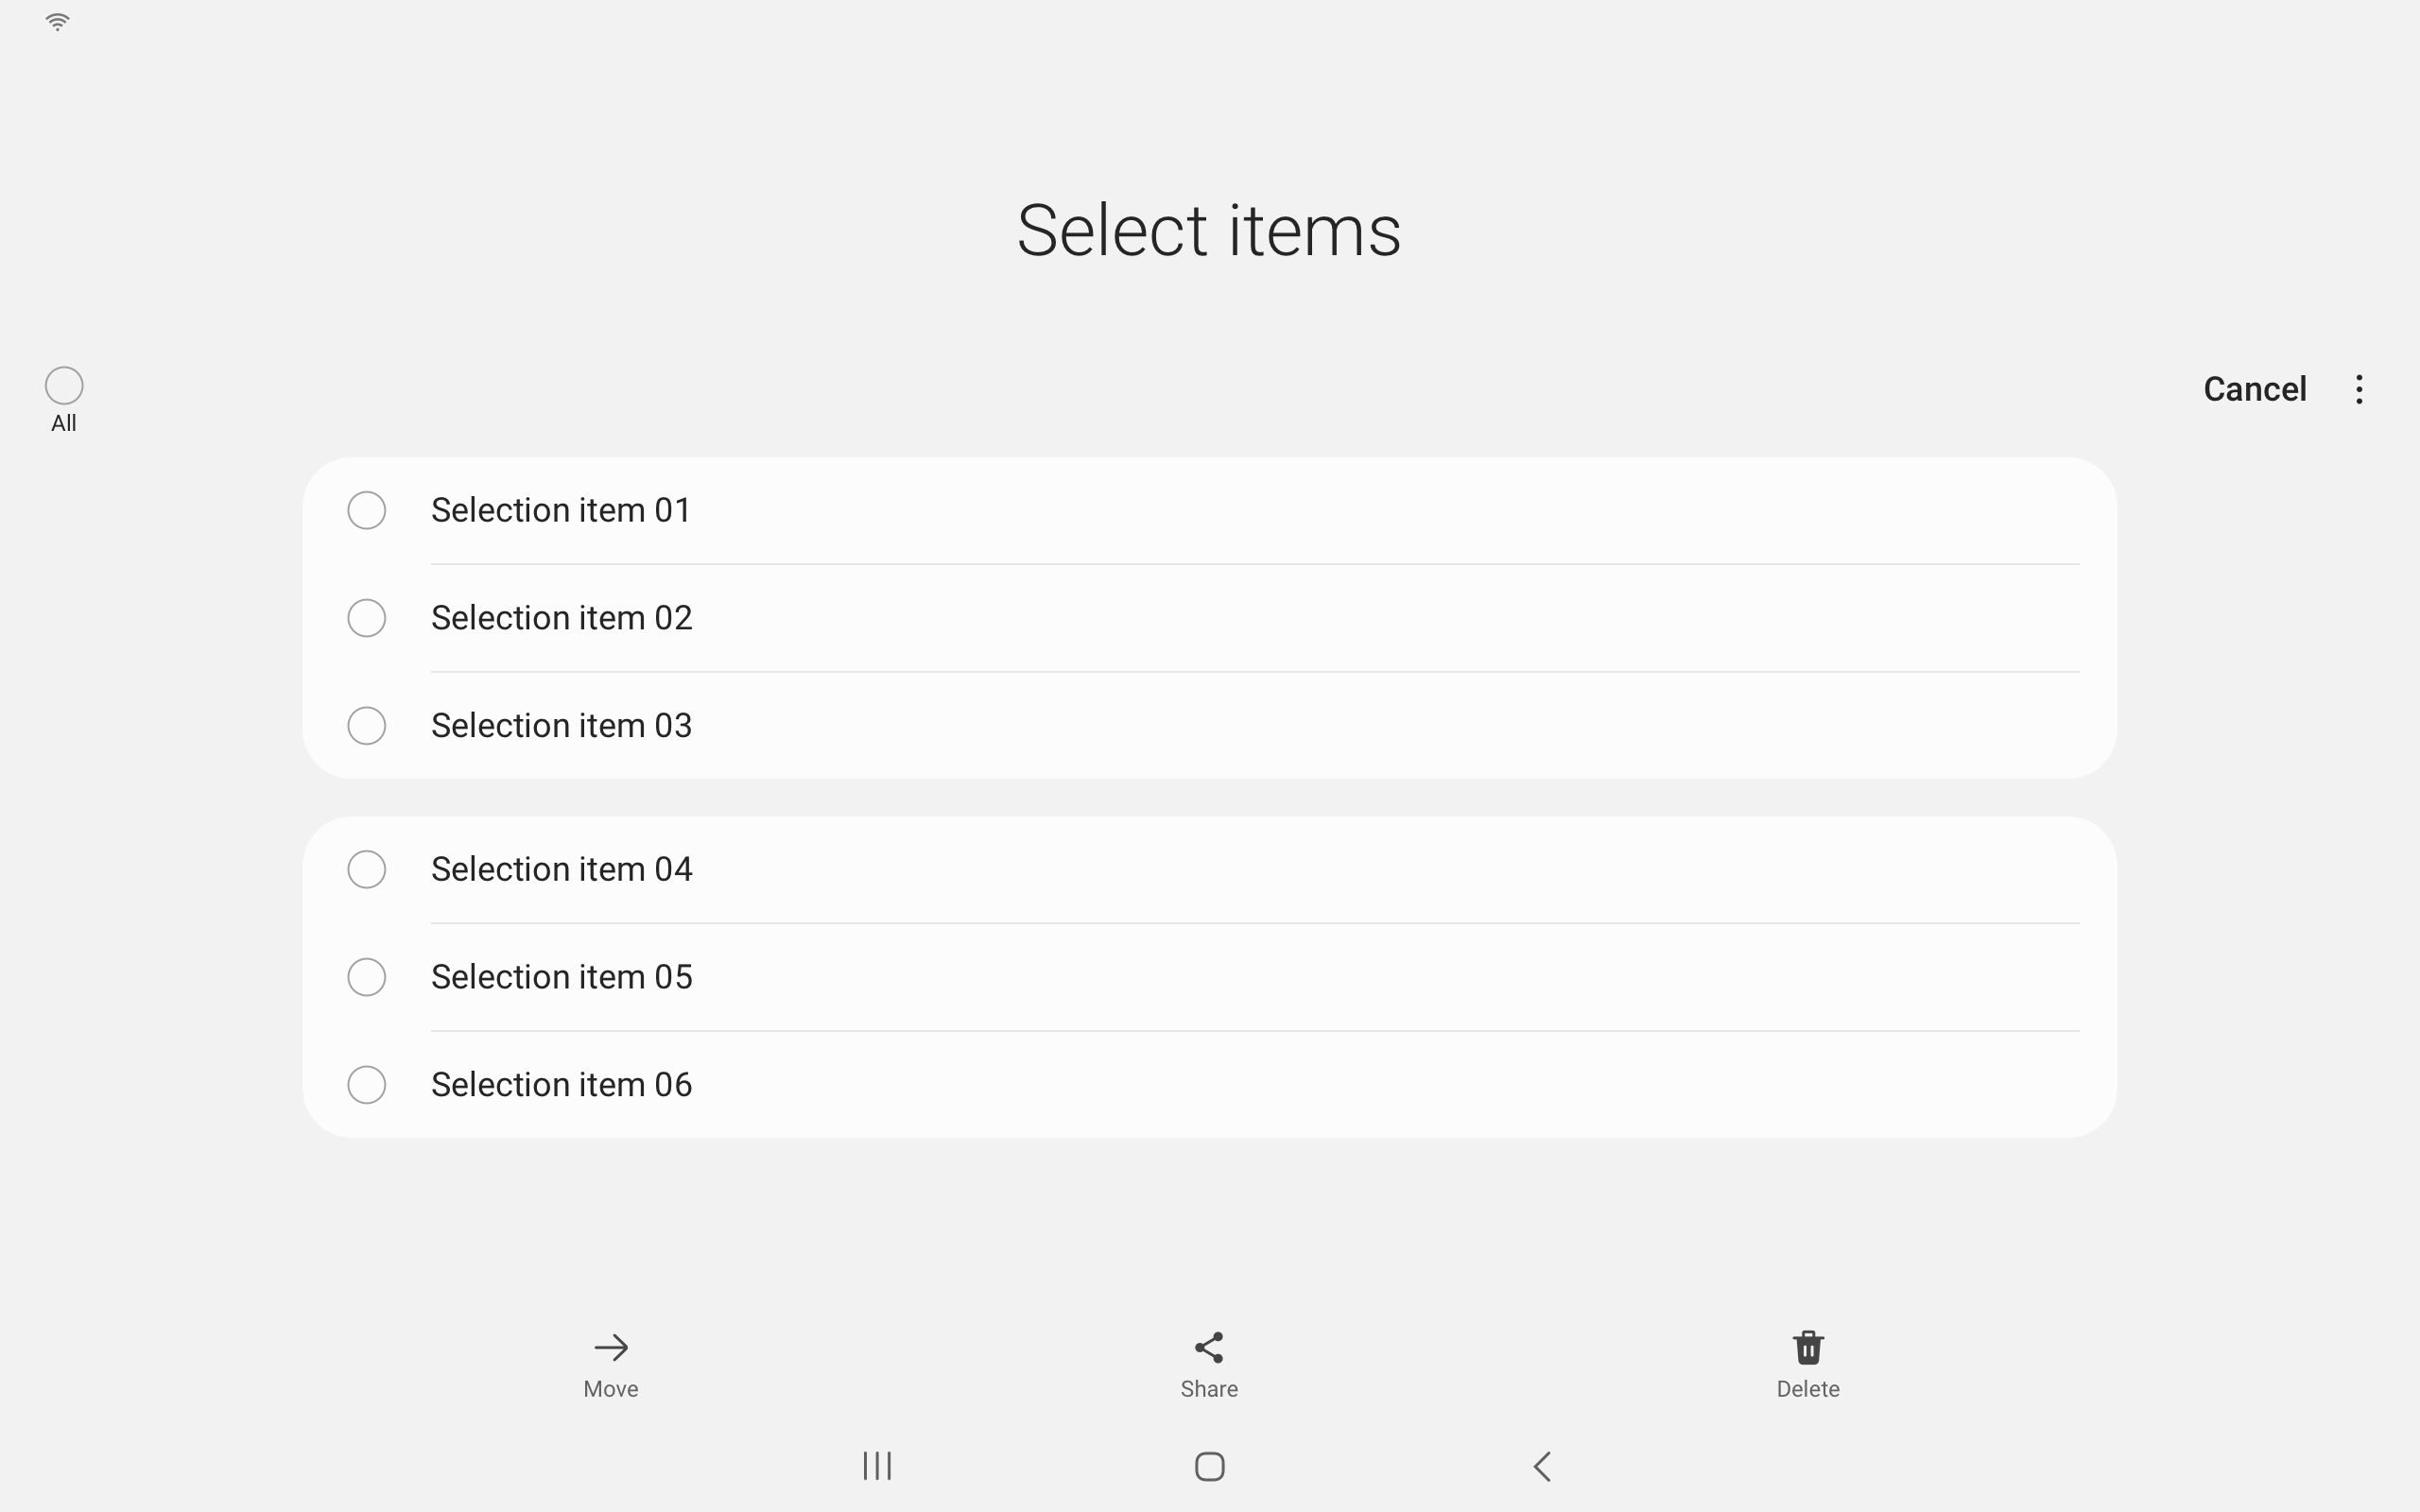 Select items
All
Cancel
Selection item 01
Selection item 02
Selection item 03
Selection item 04
Selection item 05
Selection item 06
Move
Share
Delete